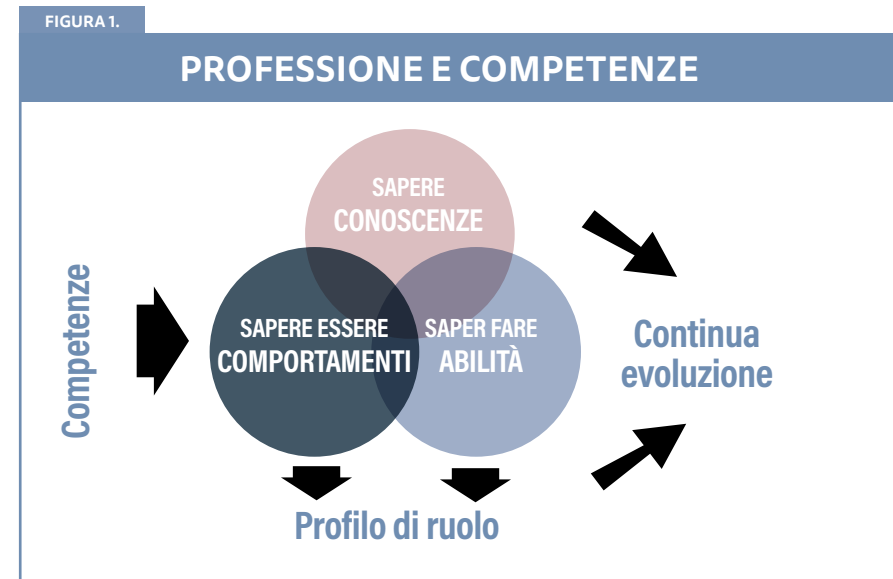 FIGURA 1.
PROFESSIONE E COMPETENZE
SAPERE
CONOSCENZE
Competenze
SAPERE ESSERE
COMPORTAMENTI
SAPER FARE
ABILITÀ
Continua
evoluzione
Profilo di ruolo